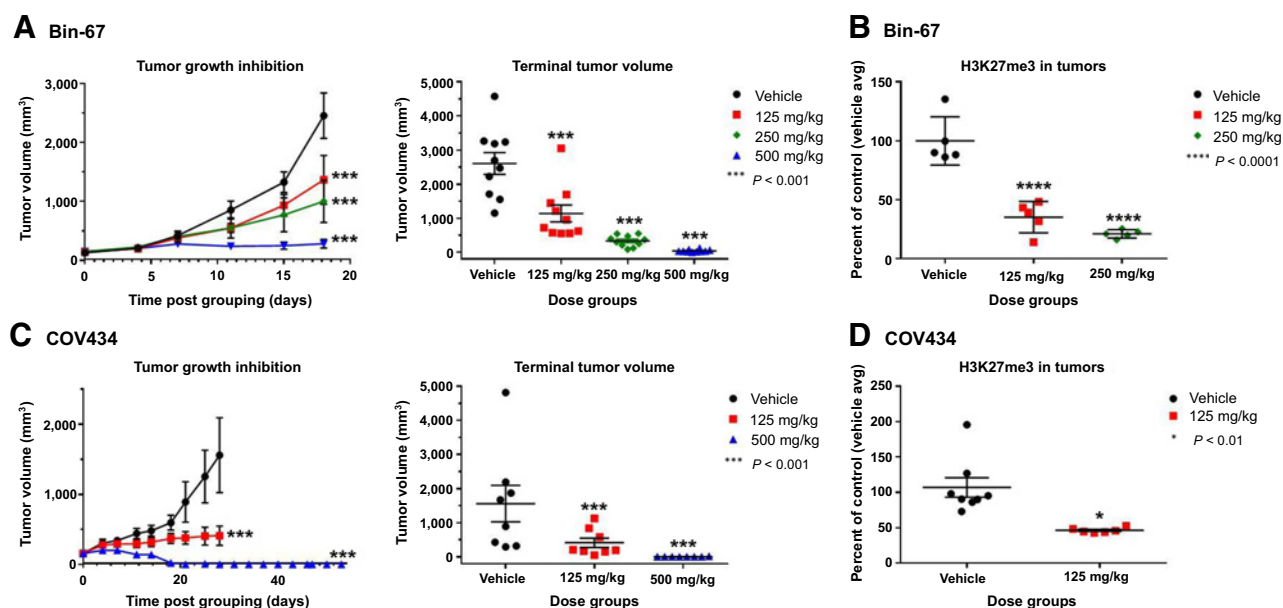 A Bin-67
Tumor growth inhibition
Tumor volume (mm³)
3,000
2,000
1,000
0
0 5 10 15 20
Time post grouping (days)
***
***
***
Terminal tumor volume
Tumor volume (mm³)
5,000
4,000
3,000
2,000
1,000
0
***
***
***
Vehicle 125 mg/kg 250 mg/kg 500 mg/kg
Dose groups
Vehicle
125 mg/kg
250 mg/kg
500 mg/kg
*** P < 0.001
B Bin-67
H3K27me3 in tumors
Percent of control (vehicle avg)
150
100
50
0
****
****
Vehicle 125 mg/kg 250 mg/kg
Dose groups
Vehicle
125 mg/kg
250 mg/kg
**** P < 0.0001
C COV434
Tumor growth inhibition
Tumor volume (mm³)
2,000
1,000
0
0 20 40
Time post grouping (days)
***
***
Terminal tumor volume
Tumor volume (mm³)
5,000
4,000
3,000
2,000
1,000
0
***
***
Vehicle 125 mg/kg 500 mg/kg
Dose groups
Vehicle
125 mg/kg
500 mg/kg
*** P < 0.001
D COV434
H3K27me3 in tumors
Percent of control (vehicle avg)
250
200
150
100
50
0
*
Vehicle 125 mg/kg
Dose groups
Vehicle
125 mg/kg
* P < 0.01